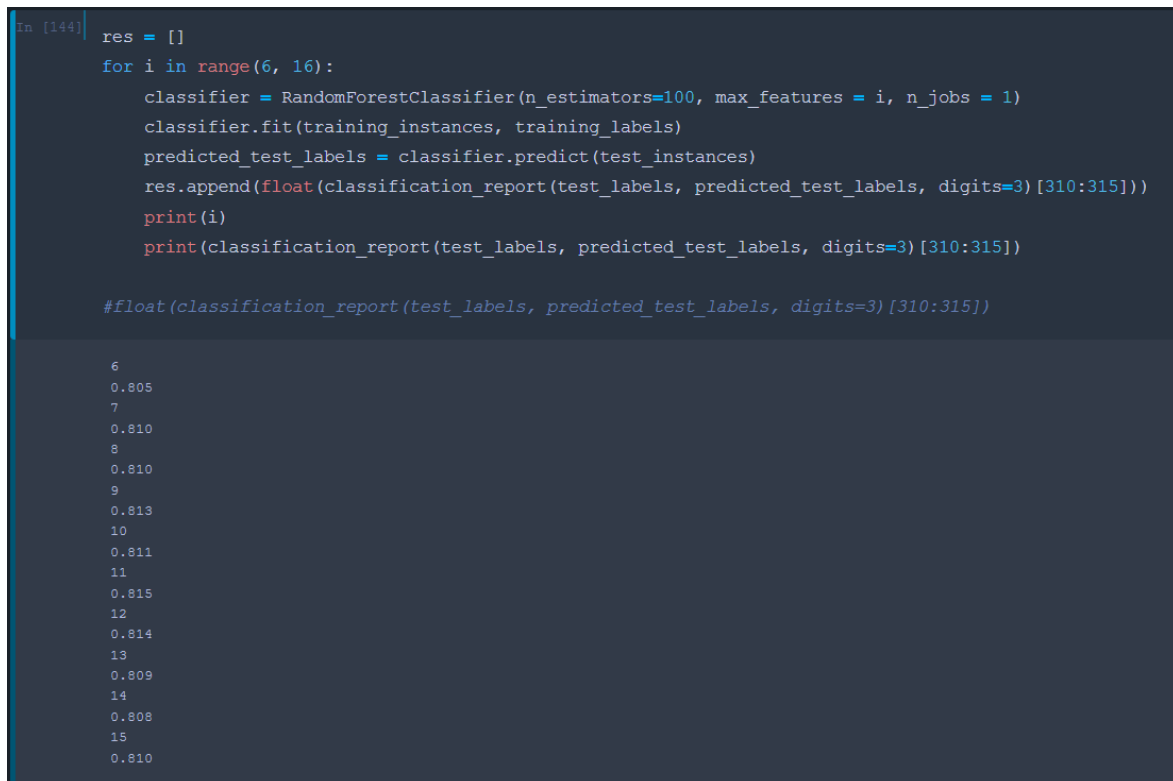 In [144]
res = []
for i in range(6, 16):
    classifier = RandomForestClassifier(n_estimators=100, max_features = i, n_jobs = 1)
    classifier.fit(training_instances, training_labels)
    predicted_test_labels = classifier.predict(test_instances)
    res.append(float(classification_report(test_labels, predicted_test_labels, digits=3)[310:315]))
    print(i)
    print(classification_report(test_labels, predicted_test_labels, digits=3)[310:315])
#float(classification_report(test_labels, predicted_test_labels, digits=3)[310:315])
6
0.805
7
0.810
8
0.810
9
0.813
10
0.811
11
0.815
12
0.814
13
0.809
14
0.808
15
0.810